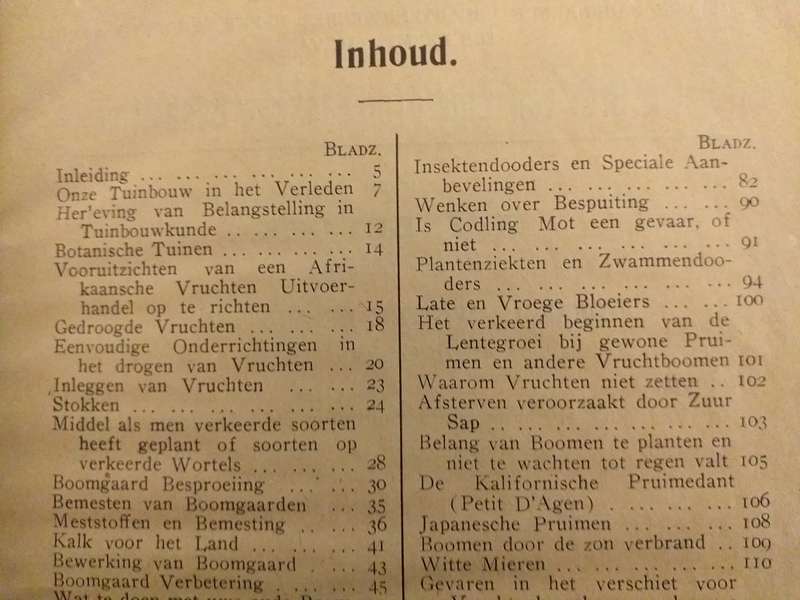 Inhoud.
Bladz.
Inleiding ... ... ... ... ... ... 5
Onze Tuinbouw in het Verleden 7
Her'eving van Belangstelling in
Tuinbouwkunde ... ... ... ... 12
Botanische Tuinen ... ... ... ... 14
Vooruitzichten van een Afri-
kaansche Vruchten Uitvoer-
handel op te richten ... ... 15
Gedroogde Vruchten ... ... ... 18
Eenvoudige Onderrichtingen in
het drogen van Vruchten ... 20
Inleggen van Vruchten ... ... 23
Stokken ... ... ... ... ... ... 24
Middel als men verkeerde soorten
heeft geplant of soorten op
verkeerde Wortels ... ... ... 28
Boomgaard Besproeiing ... ... 30
Bemesten van Boomgaarden ... 35
Meststoffen en Bemesting ... ... 36
Kalk voor het Land ... ... ... 41
Bewerking van Boomgaard ... 43
Boomgaard Verbetering ... ... 45
Bladz.
Insektendooders en Speciale Aan-
bevelingen ... ... ... ... ... 82
Wenken over Bespuiting ... ... 90
Is Codling Mot een gevaar, of
niet ... ... ... ... ... ... 91
Plantenziekten en Zwammendoo-
ders ... ... ... ... ... ... 94
Late en Vroege Bloeiers ... ... 100
Het verkeerd beginnen van de
Lentegroei bij gewone Prui-
men en andere Vruchtboomen 101
Waarom Vruchten niet zetten .. 102
Afsterven veroorzaakt door Zuur
Sap ... ... ... ... ... ... 103
Belang van Boomen te planten en
niet te wachten tot regen valt 105
De Kalifornische Pruimedant
(Petit D'Agen) . ... ... ... 106
Japanesche Pruimen ... ... ... 108
Boomen door de zon verbrand .. 109
Witte Mieren ... ... ... ... ... 110
Gevaren in het verschiet voor